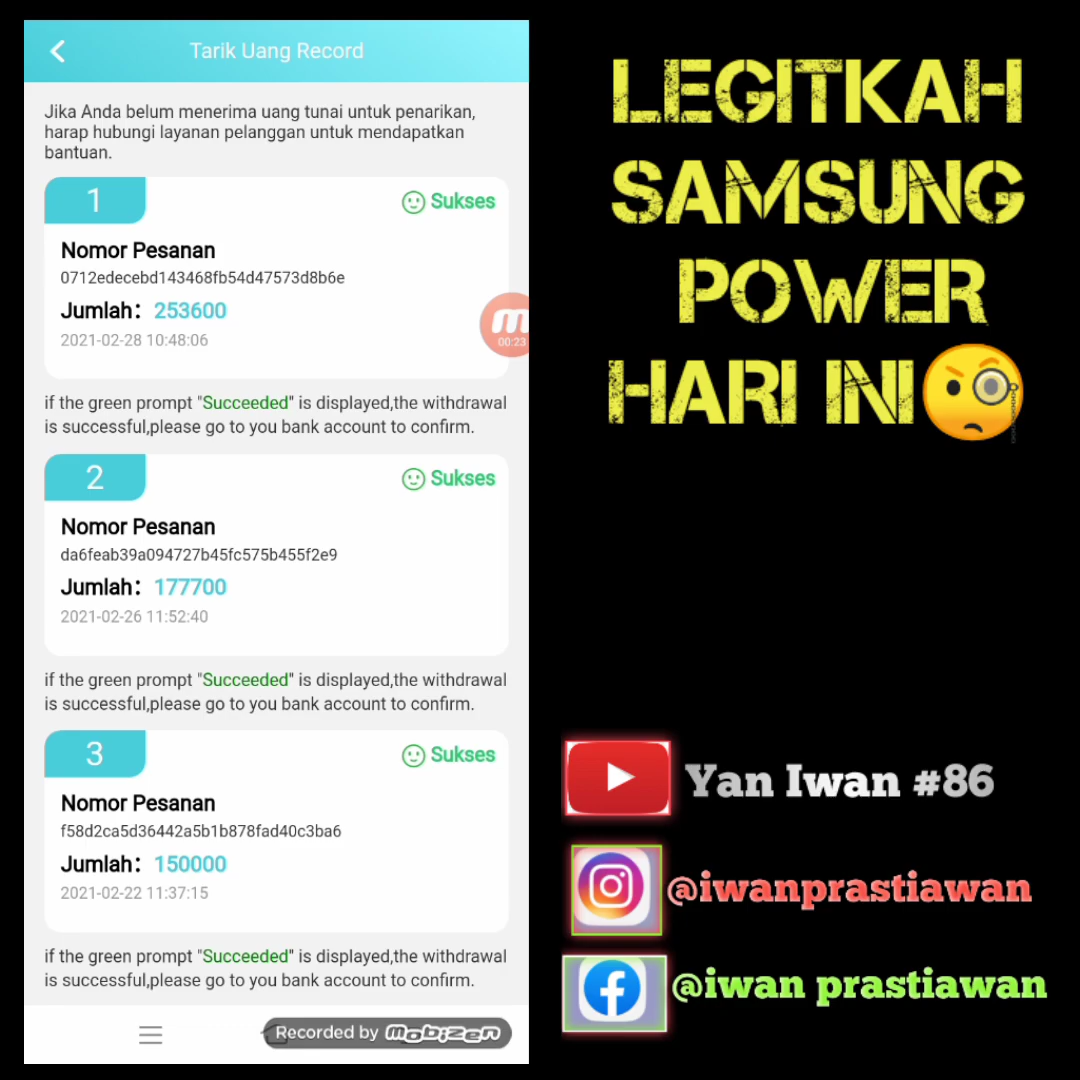 Tarik Uang Record
Jika Anda belum menerima uang tunai untuk penarikan,
harap hubungi layanan pelanggan untuk mendapatkan
bantuan.
1
Sukses
Nomor Pesanan
0712edecebd143468fb54d47573d8b6e
Jumlah: 253600
2021-02-28 10:48:06
00:23
if the green prompt "Succeeded" is displayed,the withdrawal
is successful,please go to you bank account to confirm.
2
Sukses
Nomor Pesanan
da6feab39a094727b45fc575b455f2e9
Jumlah: 177700
2021-02-26 11:52:40
if the green prompt "Succeeded" is displayed,the withdrawal
is successful,please go to you bank account to confirm.
3
Sukses
Nomor Pesanan
f58d2ca5d36442a5b1b878fad40c3ba6
Jumlah: 150000
2021-02-22 11:37:15
if the green prompt "Succeeded" is displayed,the withdrawal
is successful,please go to you bank account to confirm.
Recorded by mobizen
LEGITKAH
SAMSUNG
POWER
HARI INI
Yan Iwan #86
@iwanprastiawan
@iwan prastiawan